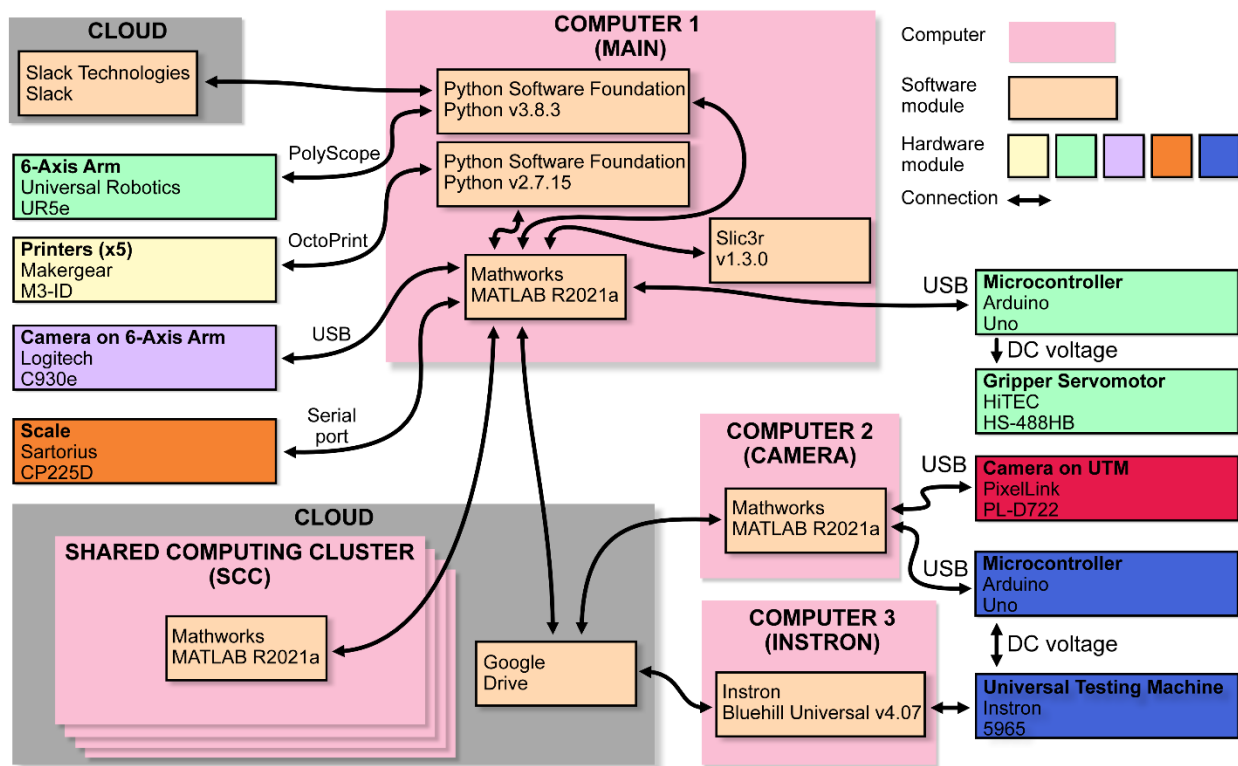 CLOUD
Slack Technologies
Slack
COMPUTER 1
(MAIN)
Python Software Foundation
Python v3.8.3
Python Software Foundation
Python v2.7.15
Slic3r
v1.3.0
Mathworks
MATLAB R2021a
Computer
Software
module
Hardware
module
Connection
PolyScope
6-Axis Arm
Universal Robotics
UR5e
OctoPrint
Printers (x5)
Makergear
M3-ID
USB
Camera on 6-Axis Arm
Logitech
C930e
Serial
port
Scale
Sartorius
CP225D
USB
Microcontroller
Arduino
Uno
DC voltage
Gripper Servomotor
HiTEC
HS-488HB
COMPUTER 2
(CAMERA)
Mathworks
MATLAB R2021a
USB
Camera on UTM
PixelLink
PL-D722
USB
Microcontroller
Arduino
Uno
DC voltage
Universal Testing Machine
Instron
5965
CLOUD
SHARED COMPUTING CLUSTER
(SCC)
Mathworks
MATLAB R2021a
Google
Drive
COMPUTER 3
(INSTRON)
Instron
Bluehill Universal v4.07